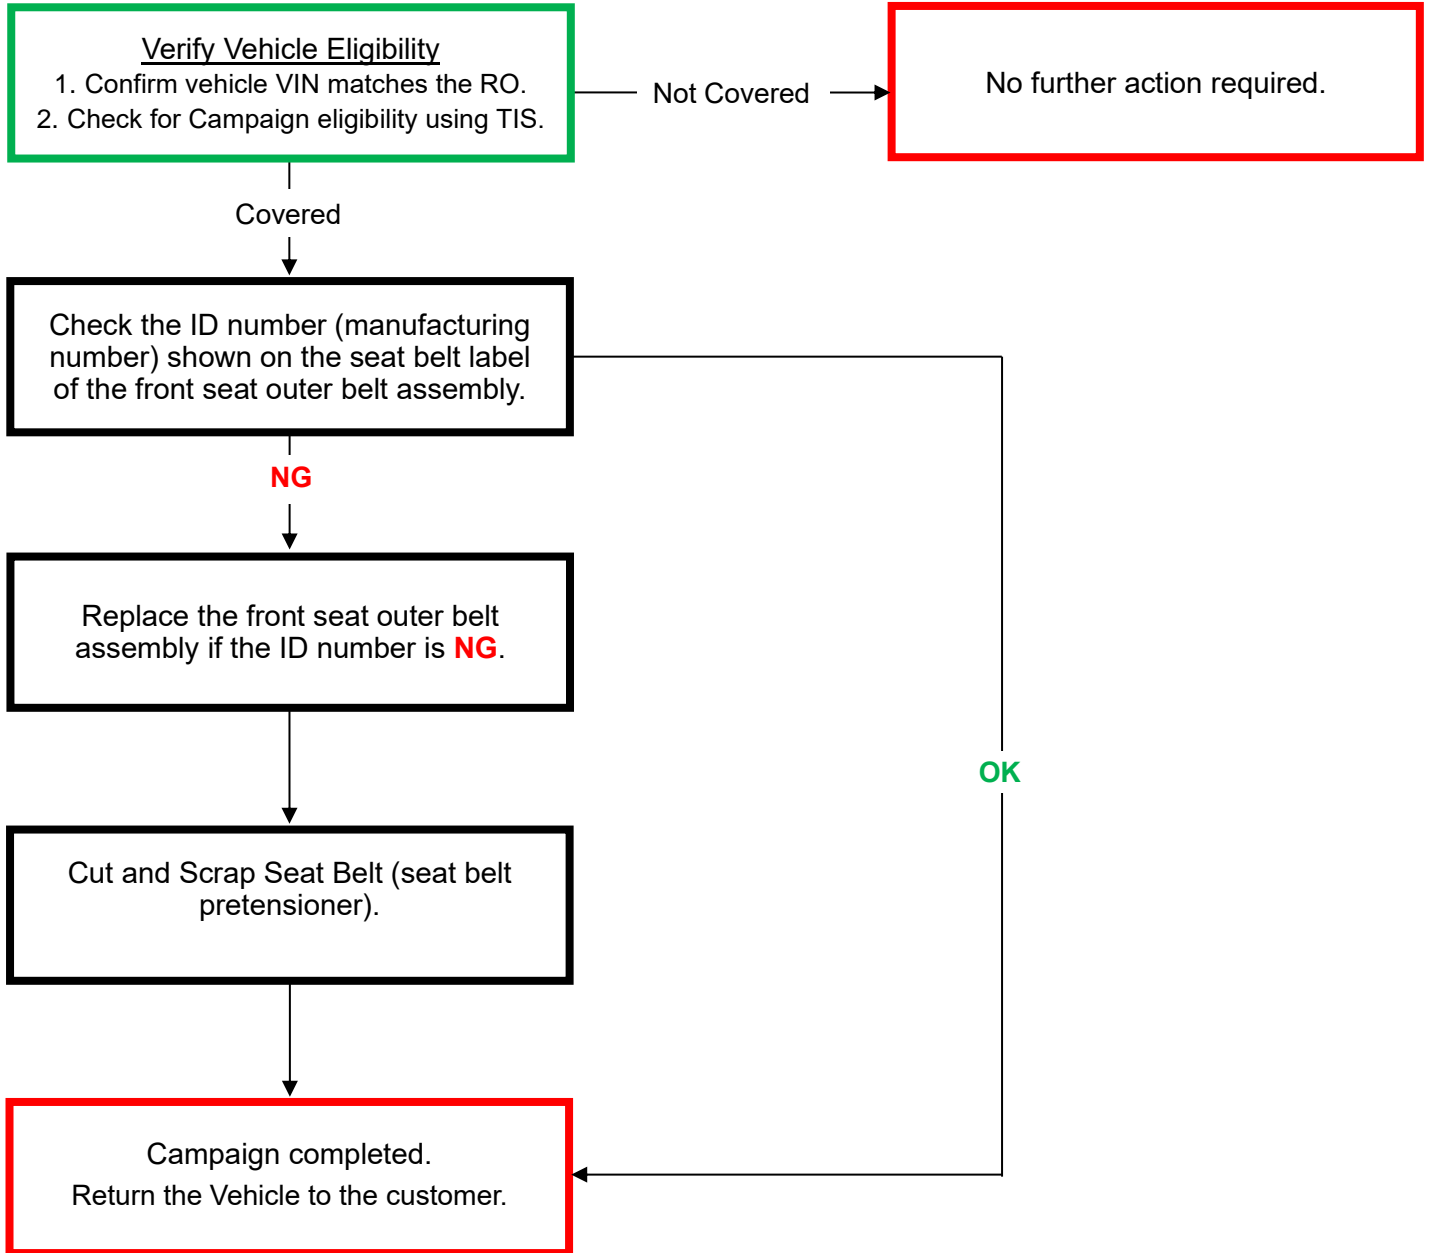 Verify Vehicle Eligibility
1. Confirm vehicle VIN matches the RO.
2. Check for Campaign eligibility using TIS.
Not Covered
No further action required.
Covered
Check the ID number (manufacturing
number) shown on the seat belt label
of the front seat outer belt assembly.
NG
Replace the front seat outer belt
assembly if the ID number is NG.
OK
Cut and Scrap Seat Belt (seat belt
pretensioner).
Campaign completed.
Return the Vehicle to the customer.